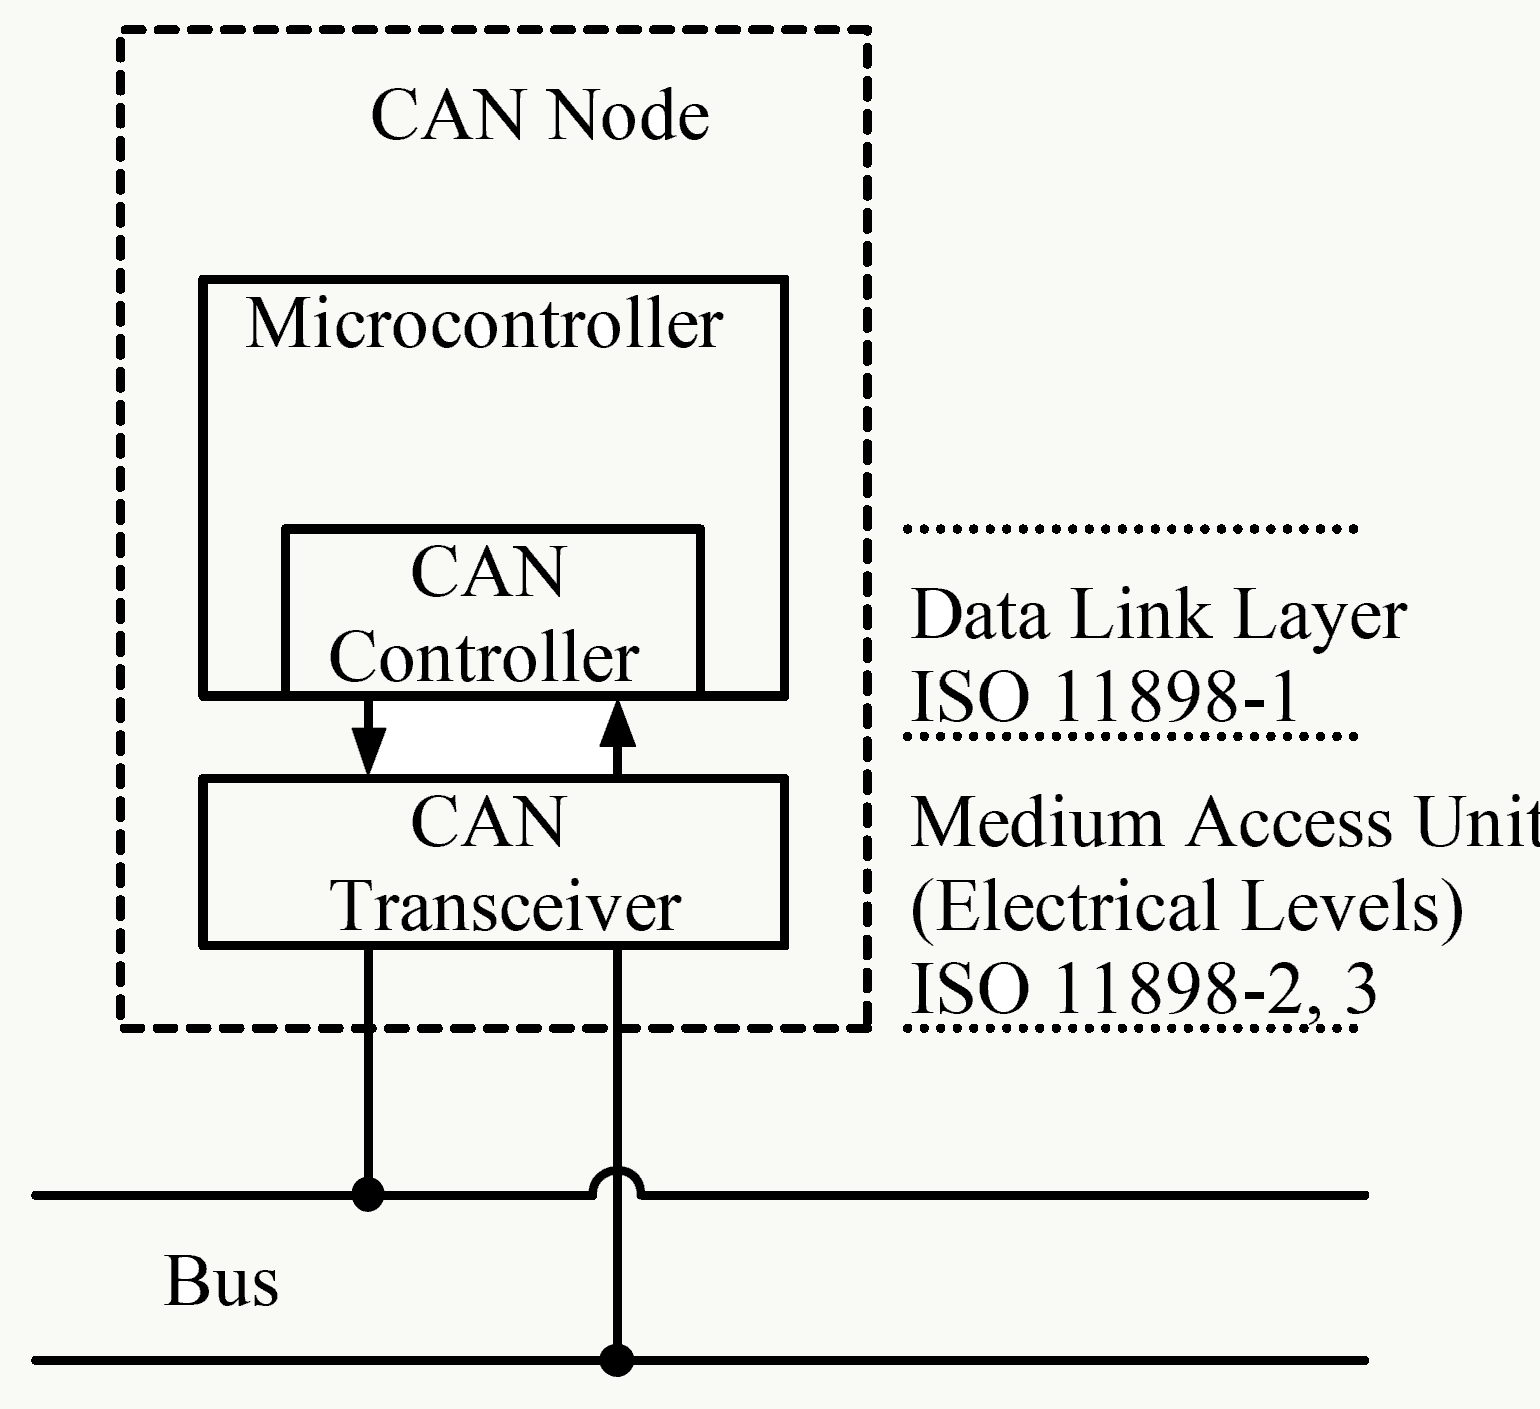 CAN Node
Microcontroller
CAN
Controller
Data Link Layer
ISO 11898-1
CAN
Transceiver
Medium Access Unit
(Electrical Levels)
ISO 11898-2, 3
Bus